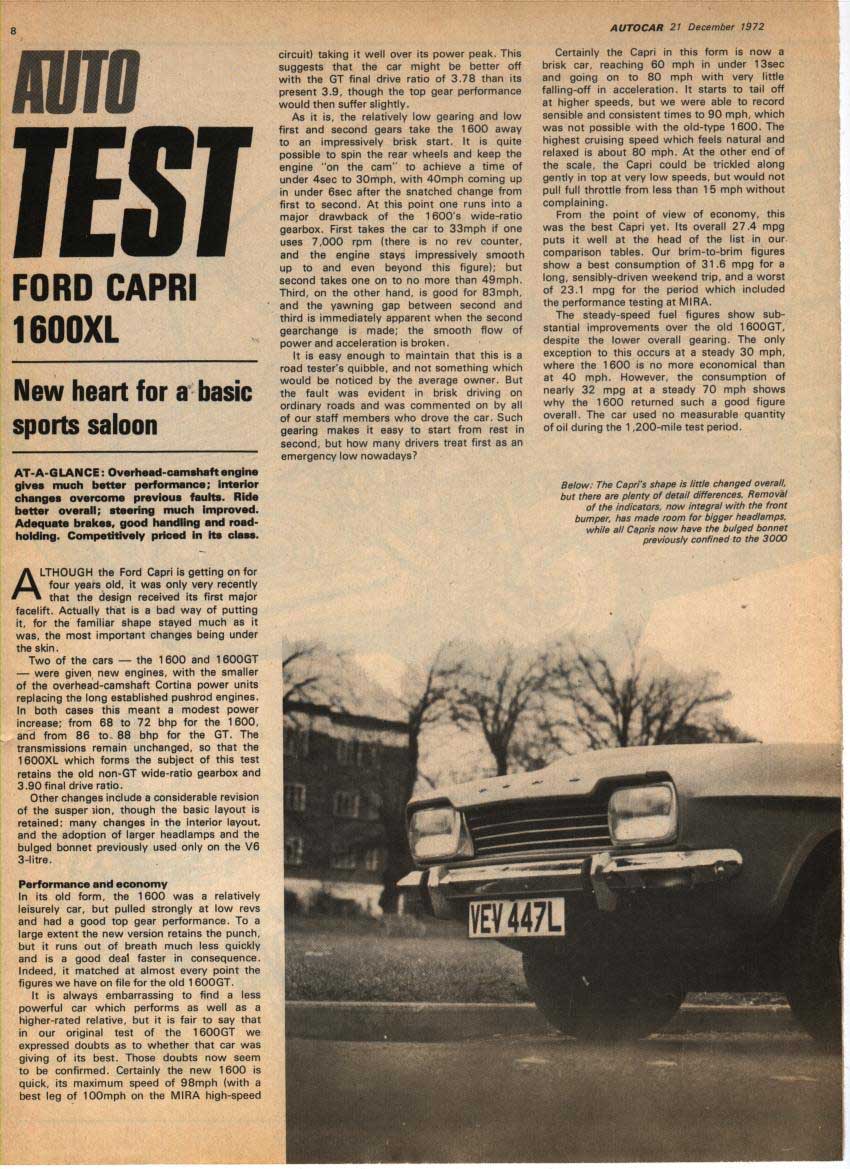 8
AUTOCAR 21 December 1972
AUTO
TEST
FORD CAPRI
1600XL
New heart for a basic
sports saloon
AT-A-GLANCE: Overhead-camshaft engine
gives much better performance; interior
changes overcome previous faults. Ride
better overall; steering much improved.
Adequate brakes, good handling and road-
holding. Competitively priced in its class.
ALTHOUGH the Ford Capri is getting on for
four years old, it was only very recently
that the design received its first major
facelift. Actually that is a bad way of putting
it, for the familiar shape stayed much as it
was, the most important changes being under
the skin.
Two of the cars — the 1600 and 1600GT
— were given new engines, with the smaller
of the overhead-camshaft Cortina power units
replacing the long established pushrod engines.
In both cases this meant a modest power
increase; from 68 to 72 bhp for the 1600,
and from 86 to 88 bhp for the GT. The
transmissions remain unchanged, so that the
1600XL which forms the subject of this test
retains the old non-GT wide-ratio gearbox and
3.90 final drive ratio.
Other changes include a considerable revision
of the suspension, though the basic layout is
retained; many changes in the interior layout,
and the adoption of larger headlamps and the
bulged bonnet previously used only on the V6
3-litre.
Performance and economy
In its old form, the 1600 was a relatively
leisurely car, but pulled strongly at low revs
and had a good top gear performance. To a
large extent the new version retains the punch,
but it runs out of breath much less quickly
and is a good deal faster in consequence.
Indeed, it matched at almost every point the
figures we have on file for the old 1600GT.
It is always embarrassing to find a less
powerful car which performs as well as a
higher-rated relative, but it is fair to say that
in our original test of the 1600GT we
expressed doubts as to whether that car was
giving of its best. Those doubts now seem
to be confirmed. Certainly the new 1600 is
quick, its maximum speed of 98mph (with a
best leg of 100mph on the MIRA high-speed
circuit) taking it well over its power peak. This
suggests that the car might be better off
with the GT final drive ratio of 3.78 than its
present 3.9, though the top gear performance
would then suffer slightly.
As it is, the relatively low gearing and low
first and second gears take the 1600 away
to an impressively brisk start. It is quite
possible to spin the rear wheels and keep the
engine "on the cam" to achieve a time of
under 4sec to 30mph, with 40mph coming up
in under 6sec after the snatched change from
first to second. At this point one runs into a
major drawback of the 1600's wide-ratio
gearbox. First takes the car to 33mph if one
uses 7,000 rpm (there is no rev counter,
and the engine stays impressively smooth
up to and even beyond this figure); but
second takes one on to no more than 49mph.
Third, on the other hand, is good for 83mph,
and the yawning gap between second and
third is immediately apparent when the second
gearchange is made; the smooth flow of
power and acceleration is broken.
It is easy enough to maintain that this is a
road tester's quibble, and not something which
would be noticed by the average owner. But
the fault was evident in brisk driving on
ordinary roads and was commented on by all
of our staff members who drove the car. Such
gearing makes it easy to start from rest in
second, but how many drivers treat first as an
emergency low nowadays?
Certainly the Capri in this form is now a
brisk car, reaching 60 mph in under 13sec
and going on to 80 mph with very little
falling-off in acceleration. It starts to tail off
at higher speeds, but we were able to record
sensible and consistent times to 90 mph, which
was not possible with the old-type 1600. The
highest cruising speed which feels natural and
relaxed is about 80 mph. At the other end of
the scale, the Capri could be trickled along
gently in top at very low speeds, but would not
pull full throttle from less than 15 mph without
complaining.
From the point of view of economy, this
was the best Capri yet. Its overall 27.4 mpg
puts it well at the head of the list in our
comparison tables. Our brim-to-brim figures
show a best consumption of 31.6 mpg for a
long, sensibly-driven weekend trip, and a worst
of 23.1 mpg for the period which included
the performance testing at MIRA.
The steady-speed fuel figures show sub-
stantial improvements over the old 1600GT,
despite the lower overall gearing. The only
exception to this occurs at a steady 30 mph,
where the 1600 is no more economical than
at 40 mph. However, the consumption of
nearly 32 mpg at a steady 70 mph shows
why the 1600 returned such a good figure
overall. The car used no measurable quantity
of oil during the 1,200-mile test period.
Below: The Capri's shape is little changed overall,
but there are plenty of detail differences. Removal
of the indicators, now integral with the front
bumper, has made room for bigger headlamps,
while all Capris now have the bulged bonnet
previously confined to the 3000
VEV 447L